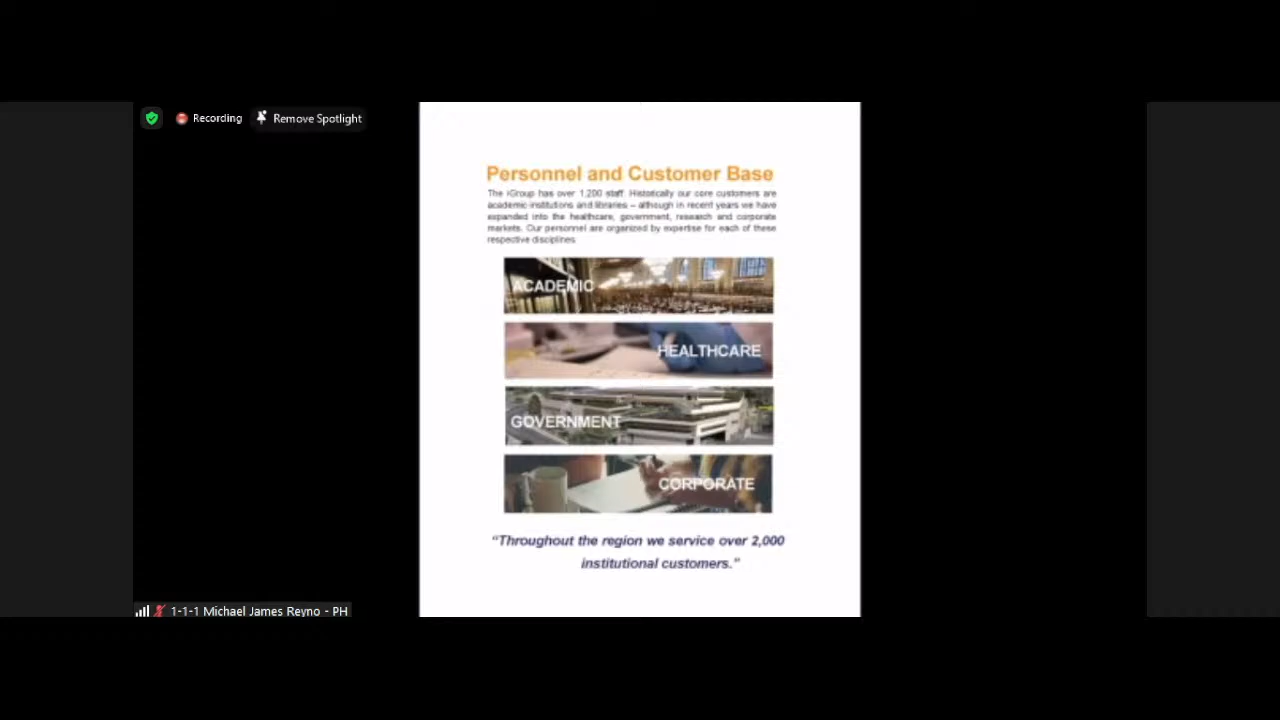 Recording
Remove Spotlight
Personnel and Customer Base
The iGroup has over 1,200 staff. Historically our core customers are
academic institutions and libraries – although in recent years we have
expanded into the healthcare, government, research and corporate
markets. Our personnel are organized by expertise for each of these
respective disciplines.
ACADEMIC
HEALTHCARE
GOVERNMENT
CORPORATE
“Throughout the region we service over 2,000
institutional customers.”
1-1-1 Michael James Reyno - PH